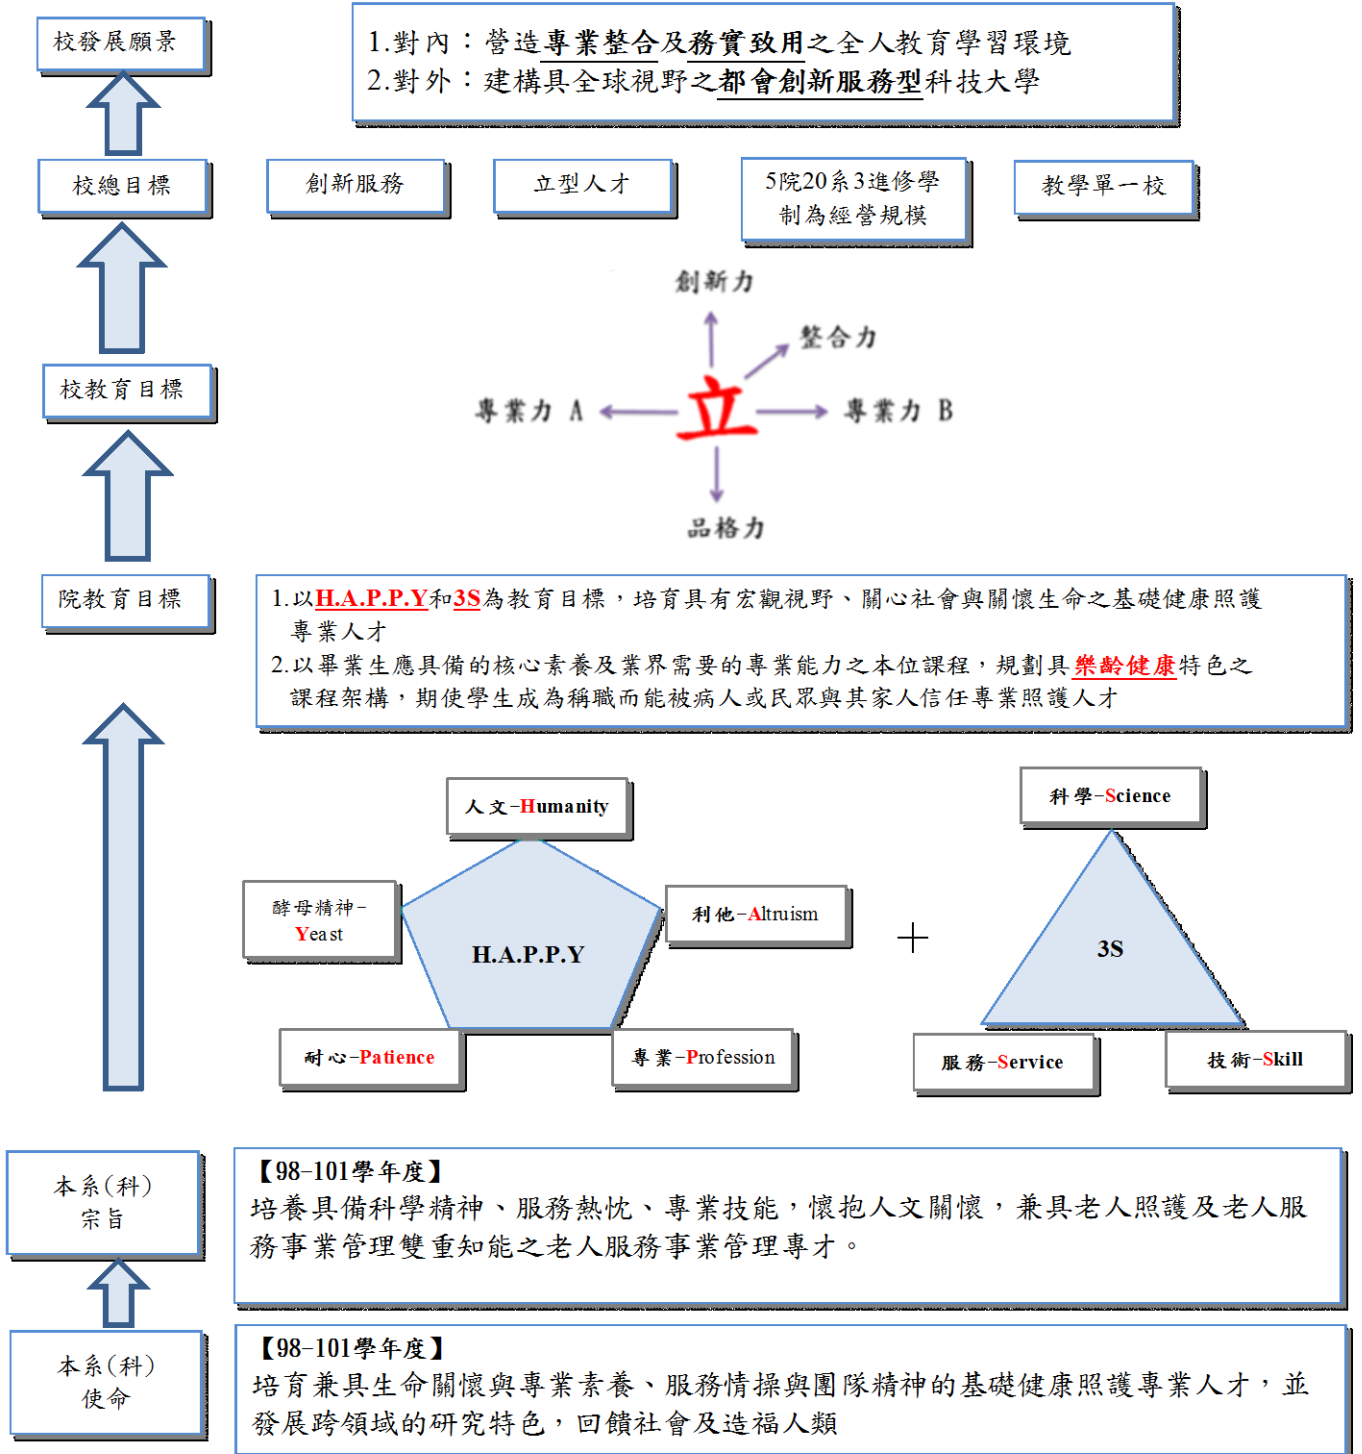 校發展願景
1.對內：營造專業整合及務實致用之全人教育學習環境
2.對外：建構具全球視野之都會創新服務型科技大學
校總目標
創新服務
立型人才
5院20系3進修學
制為經營規模
教學單一校
創新力
整合力
校教育目標
專業力 A
立
專業力 B
品格力
院教育目標
1.以H.A.P.P.Y和3S為教育目標，培育具有宏觀視野、關心社會與關懷生命之基礎健康照護
專業人才
2.以畢業生應具備的核心素養及業界需要的專業能力之本位課程，規劃具樂齡健康特色之
課程架構，期使學生成為稱職而能被病人或民眾與其家人信任專業照護人才
人文-Humanity
科學-Science
酵母精神-
Yeast
利他-Altruism
H.A.P.P.Y
+
3S
耐心-Patience
專業-Profession
服務-Service
技術-Skill
本系(科)
宗旨
【98-101學年度】
培養具備科學精神、服務熱忱、專業技能，懷抱人文關懷，兼具老人照護及老人服
務事業管理雙重知能之老人服務事業管理專才。
本系(科)
使命
【98-101學年度】
培育兼具生命關懷與專業素養、服務情操與團隊精神的基礎健康照護專業人才，並
發展跨領域的研究特色，回饋社會及造福人類